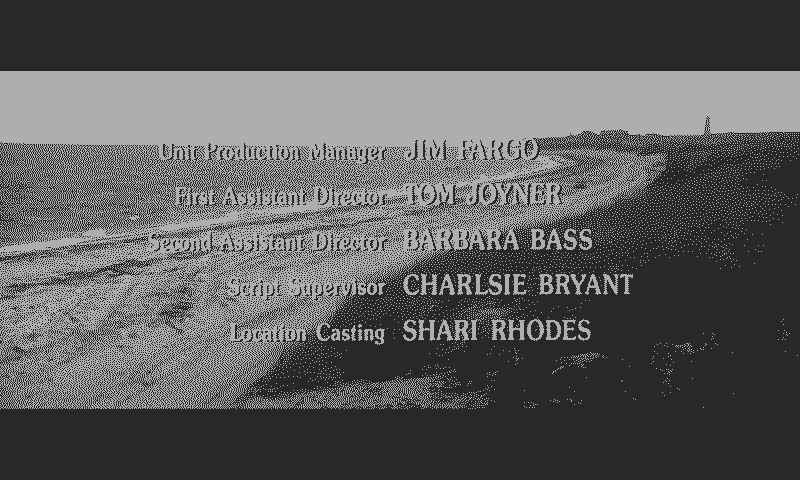 Unit Production Manager JIM FARGO
First Assistant Director TOM JOYNER
Second Assistant Director BARBARA BASS
Script Supervisor CHARLSIE BRYANT
Location Casting SHARI RHODES